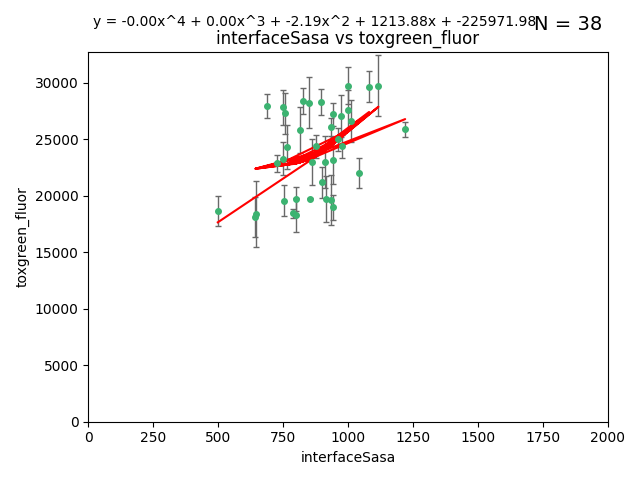 y = -0.00x^4 + 0.00x^3 + -2.19x^2 + 1213.88x + -225971.98
N = 38
interfaceSasa vs toxgreen_fluor
30000
25000
20000
15000
10000
5000
0
toxgreen_fluor
0 250 500 750 1000 1250 1500 1750 2000
interfaceSasa